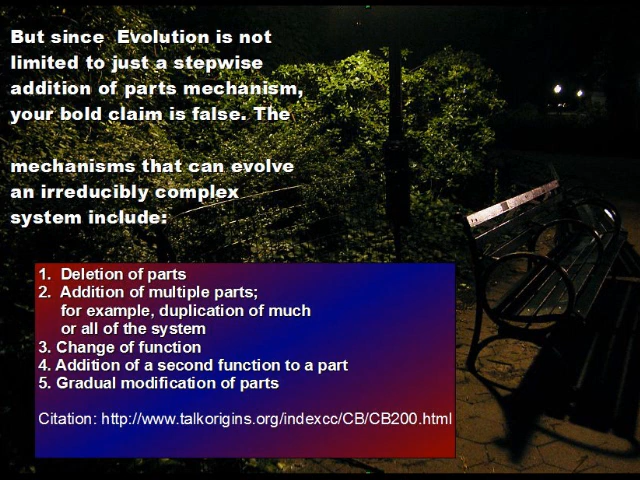 But since  Evolution is not
limited to just a stepwise
addition of parts mechanism,
your bold claim is false. The
mechanisms that can evolve
an irreducibly complex
system include:
1.  Deletion of parts
2.  Addition of multiple parts;
for example, duplication of much
or all of the system
3. Change of function
4. Addition of a second function to a part
5. Gradual modification of parts
Citation: http://www.talkorigins.org/indexcc/CB/CB200.html